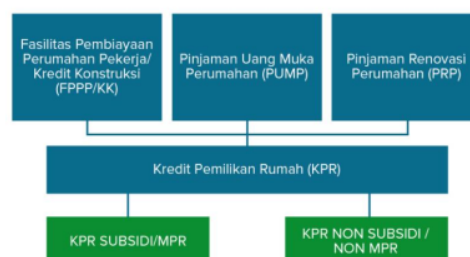 Fasilitas Pembiayaan
Perumahan Pekerja/
Kredit Konstruksi
(FPPP/KK)
Pinjaman Uang Muka
Perumahan (PUMP)
Pinjaman Renovasi
Perumahan (PRP)
Kredit Pemilikan Rumah (KPR)
KPR SUBSIDI/MPR
KPR NON SUBSIDI /
NON MPR